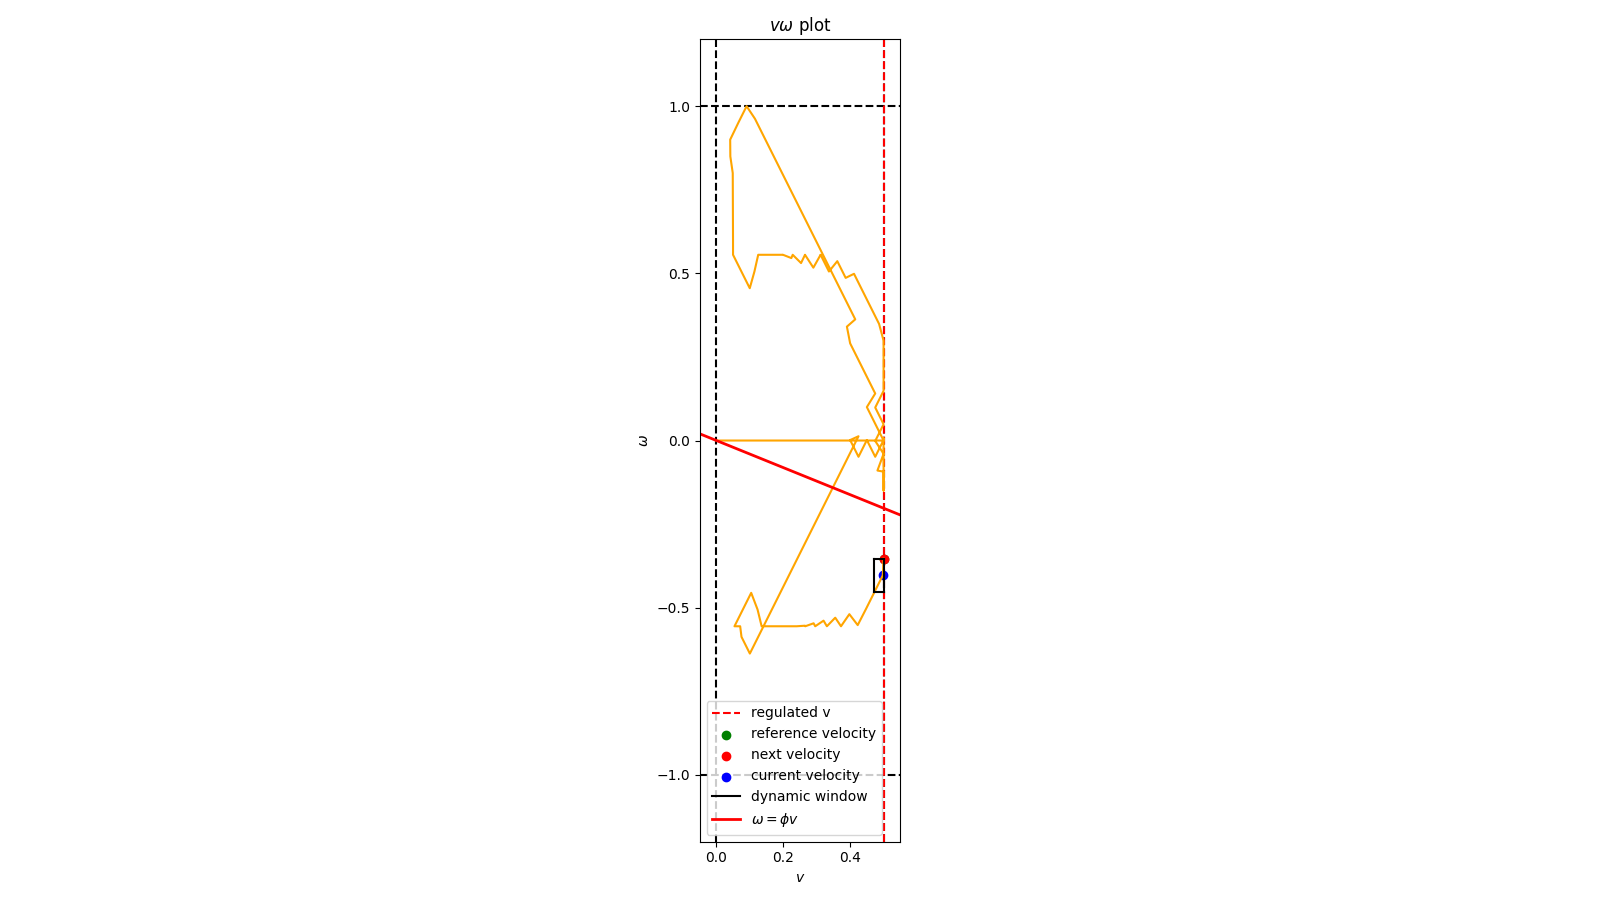 vω plot
1.0
0.5
0.0
−0.5
−1.0
ω
regulated v
reference velocity
next velocity
current velocity
dynamic window
ω = ϕv
0.0 0.2 0.4
v